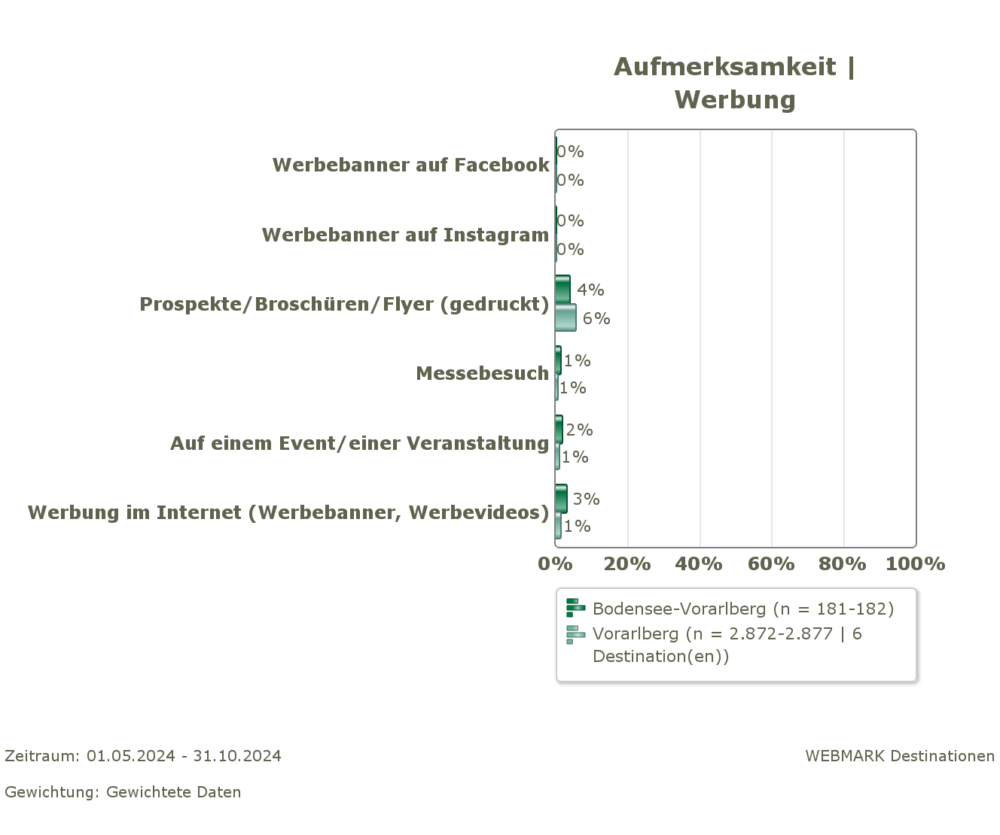 Aufmerksamkeit |
Werbung
Werbebanner auf Facebook
0%
0%
Werbebanner auf Instagram
0%
0%
Prospekte/Broschüren/Flyer (gedruckt)
4%
6%
Messebesuch
1%
1%
Auf einem Event/einer Veranstaltung
2%
1%
Werbung im Internet (Werbebanner, Werbevideos)
3%
1%
0% 20% 40% 60% 80% 100%
Bodensee-Vorarlberg (n = 181-182)
Vorarlberg (n = 2.872-2.877 | 6
Destination(en))
Zeitraum: 01.05.2024 - 31.10.2024
WEBMARK Destinationen
Gewichtung: Gewichtete Daten